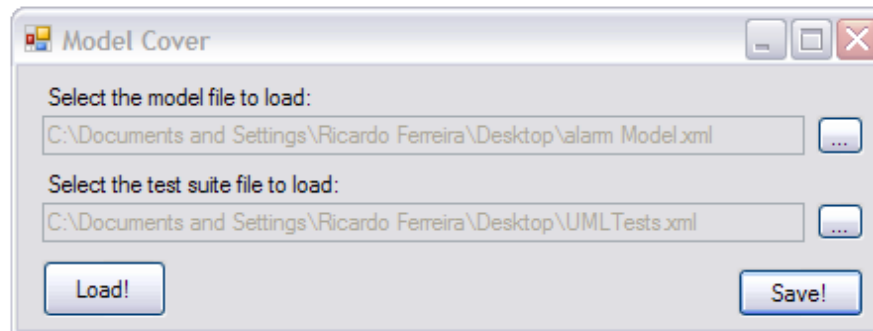 Model Cover
Select the model file to load:
C:\Documents and Settings\Ricardo Ferreira\Desktop\alarm Model.xml
...
Select the test suite file to load:
C:\Documents and Settings\Ricardo Ferreira\Desktop\UMLTests.xml
...
Load!
Save!